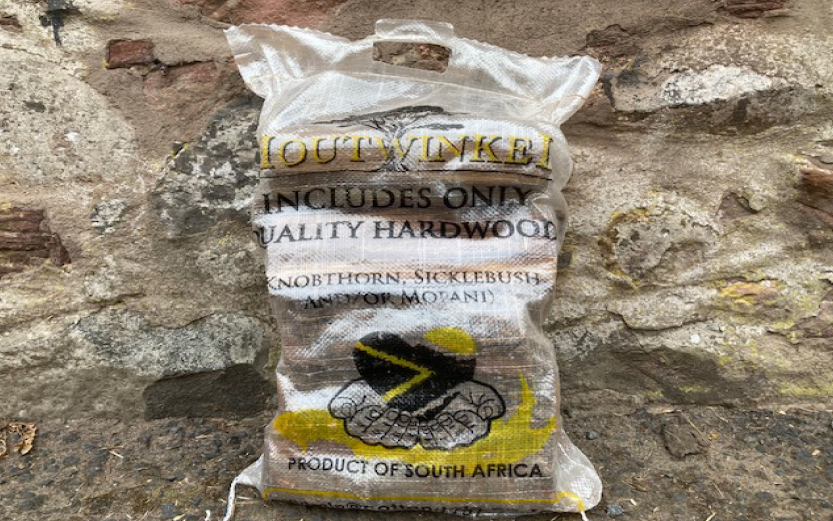 HOUTWINKEL
INCLUDES ONLY
QUALITY HARDWOOD
KNOBTHORN, SICKLEBUSH
AND/OR MOPANI)
PRODUCT OF SOUTH AFRICA